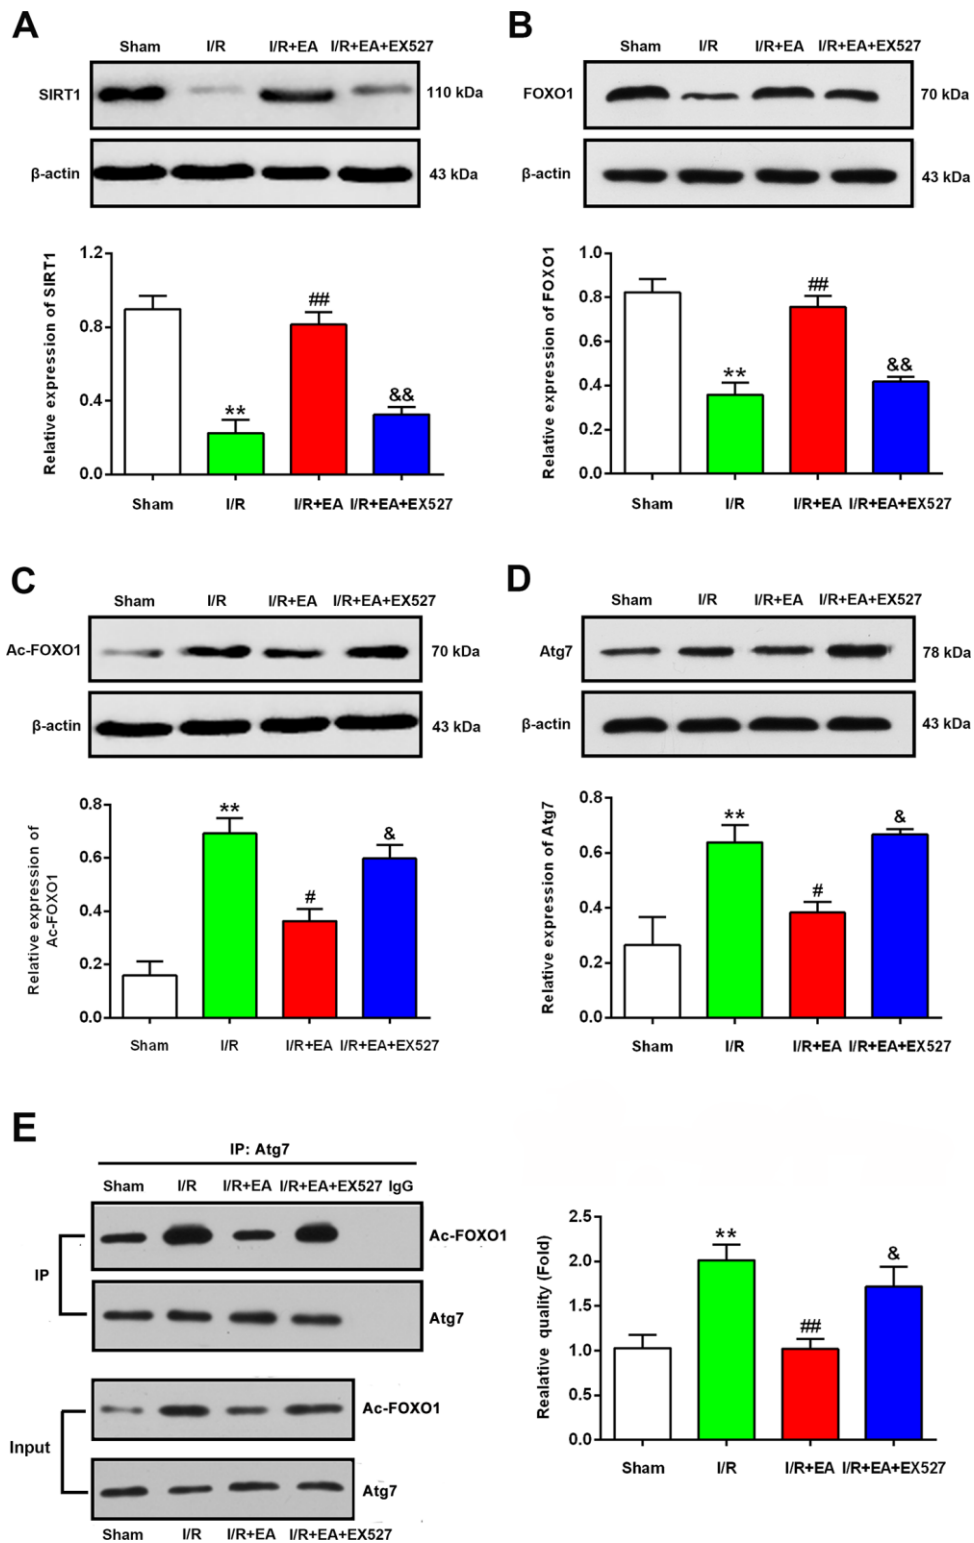 A
Sham I/R I/R+EA I/R+EA+EX527
SIRT1 110 kDa
β-actin 43 kDa
Relative expression of SIRT1
1.2
0.8
0.4
0.0
** ## &&
Sham I/R I/R+EA I/R+EA+EX527
B
Sham I/R I/R+EA I/R+EA+EX527
FOXO1 70 kDa
β-actin 43 kDa
Relative expression of FOXO1
1.0
0.8
0.6
0.4
0.2
0.0
** ## &&
Sham I/R I/R+EA I/R+EA+EX527
C
Sham I/R I/R+EA I/R+EA+EX527
Ac-FOXO1 70 kDa
β-actin 43 kDa
Relative expression of
Ac-FOXO1
0.8
0.6
0.4
0.2
0.0
** # &
Sham I/R I/R+EA I/R+EA+EX527
D
Sham I/R I/R+EA I/R+EA+EX527
Atg7 78 kDa
β-actin 43 kDa
Relative expression of Atg7
0.8
0.6
0.4
0.2
0.0
** # &
Sham I/R I/R+EA I/R+EA+EX527
E
IP: Atg7
Sham I/R I/R+EA I/R+EA+EX527 IgG
IP
Ac-FOXO1
Atg7
Input
Ac-FOXO1
Atg7
Sham I/R I/R+EA I/R+EA+EX527
Realative quality (Fold)
2.5
2.0
1.5
1.0
0.5
0.0
** ## &
Sham I/R I/R+EA I/R+EA+EX527